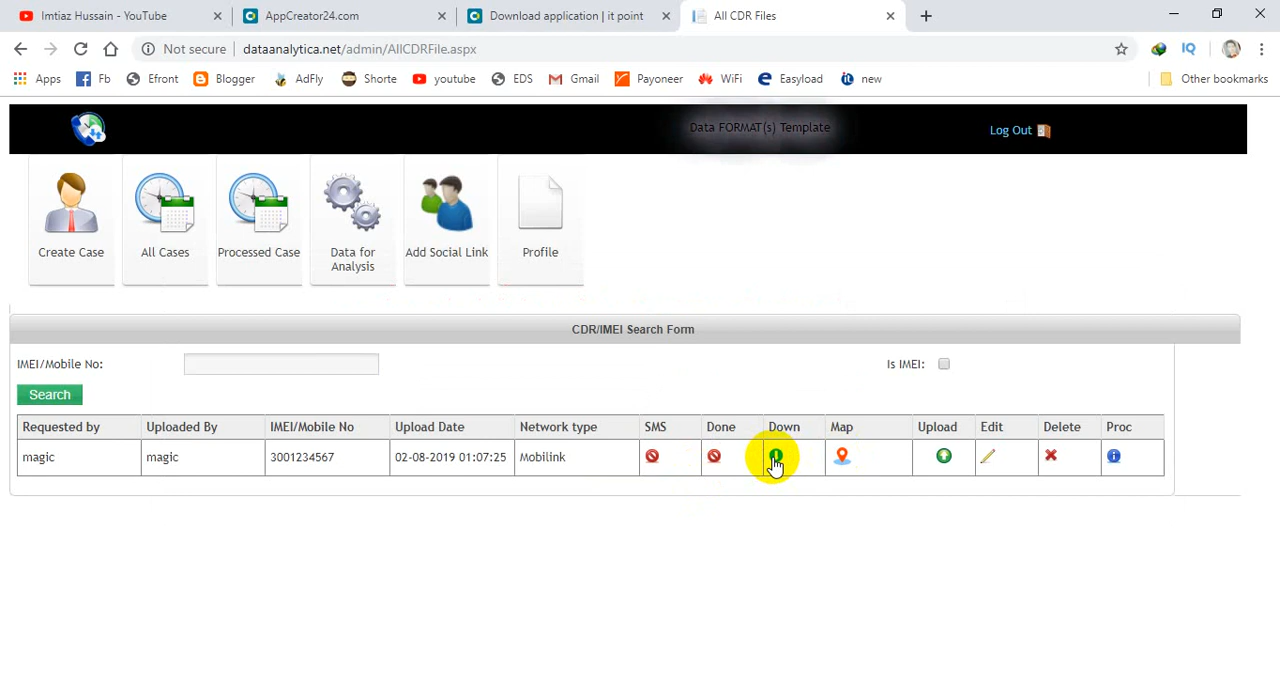 Imtiaz Hussain - YouTube
AppCreator24.com
Download application | it point
All CDR Files
Not secure
dataanalytica.net/admin/AllCDRFile.aspx
IQ
Apps
Fb
Efront
Blogger
AdFly
Shorte
youtube
EDS
Gmail
Payoneer
WiFi
Easyload
new
Other bookmarks
Data FORMAT(s) Template
Log Out
Create Case
All Cases
Processed Case
Data for
Analysis
Add Social Link
Profile
CDR/IMEI Search Form
IMEI/Mobile No:
Is IMEI:
Search
Requested by Uploaded By IMEI/Mobile No Upload Date Network type SMS Done Down Map Upload Edit Delete Proc
magic magic 3001234567 02-08-2019 01:07:25 Mobilink